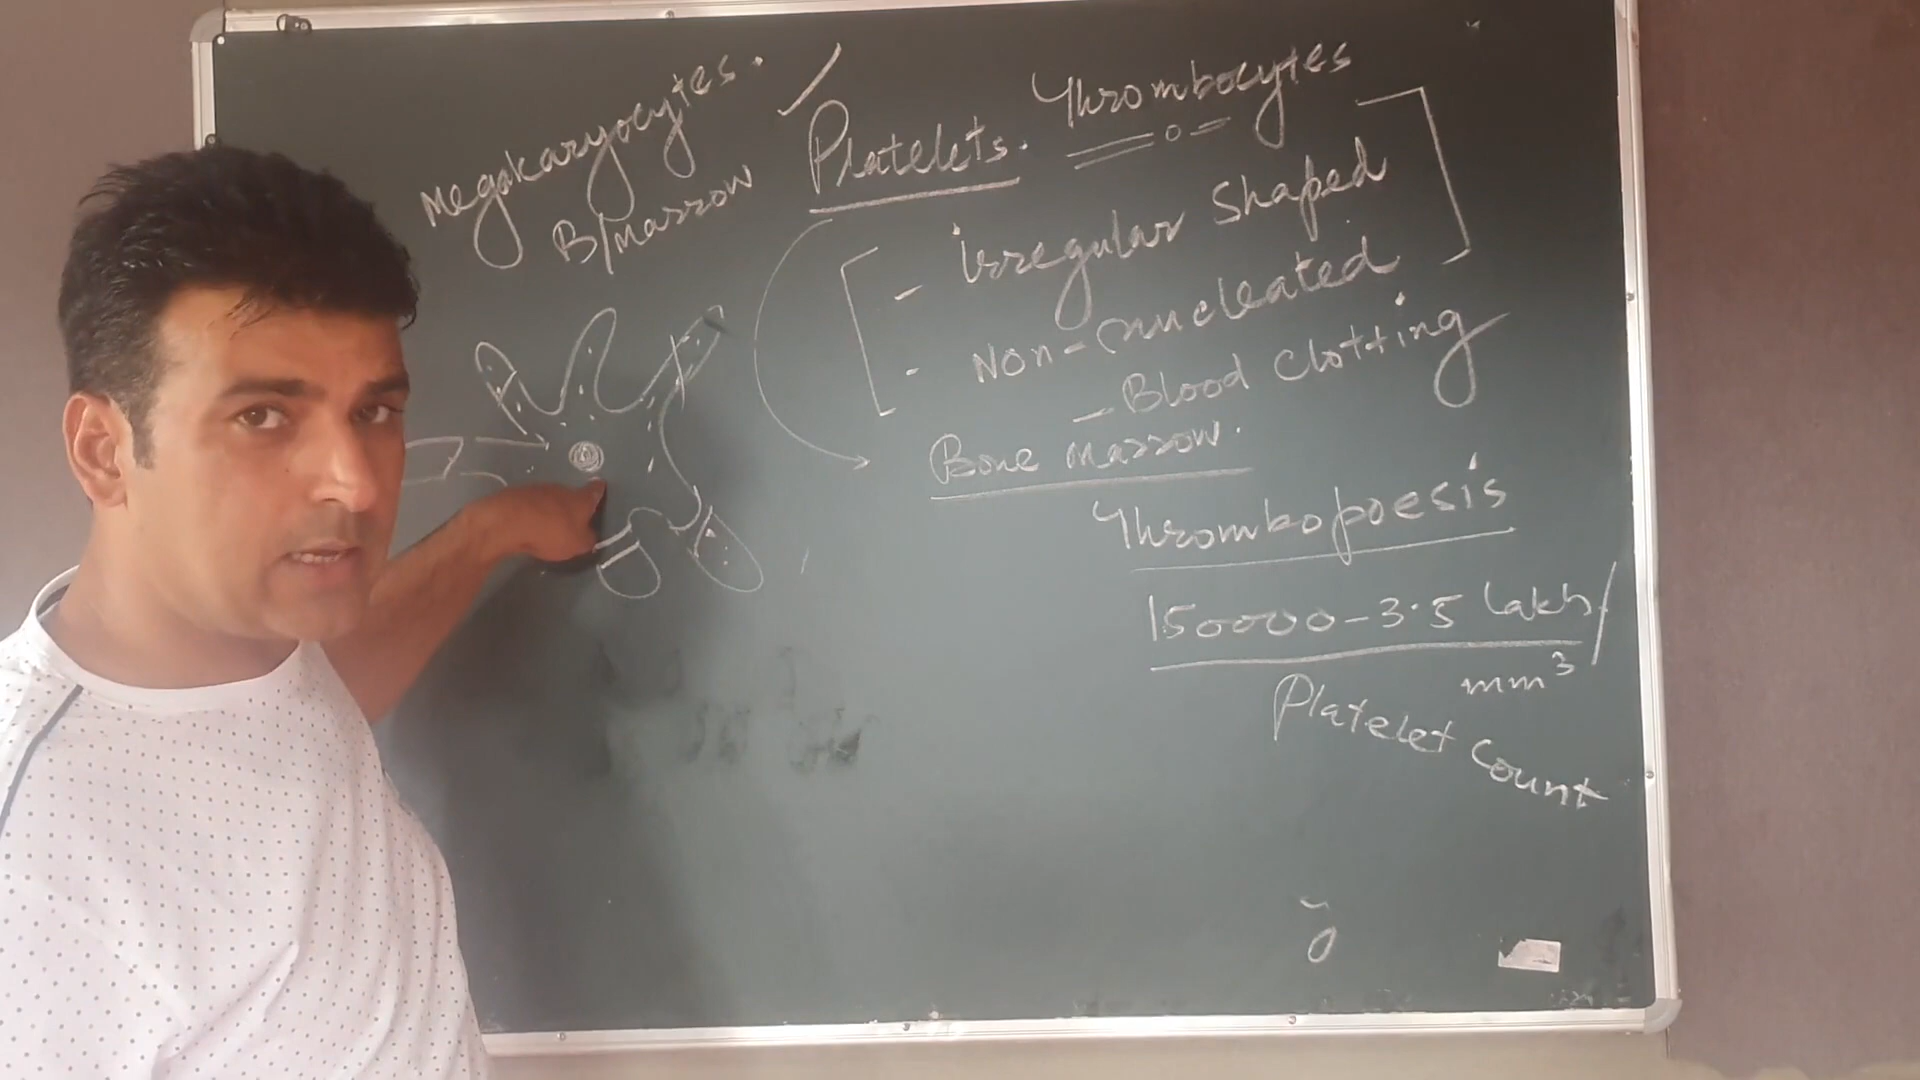 Megakaryocytes.
B/Marrow
Platelets. Thrombocytes
- irregular Shaped
- Non-nucleated
- Blood Clotting
Bone Marrow.
Thrombopoesis
150000-3.5 Lakh/
mm3
Platelet Count